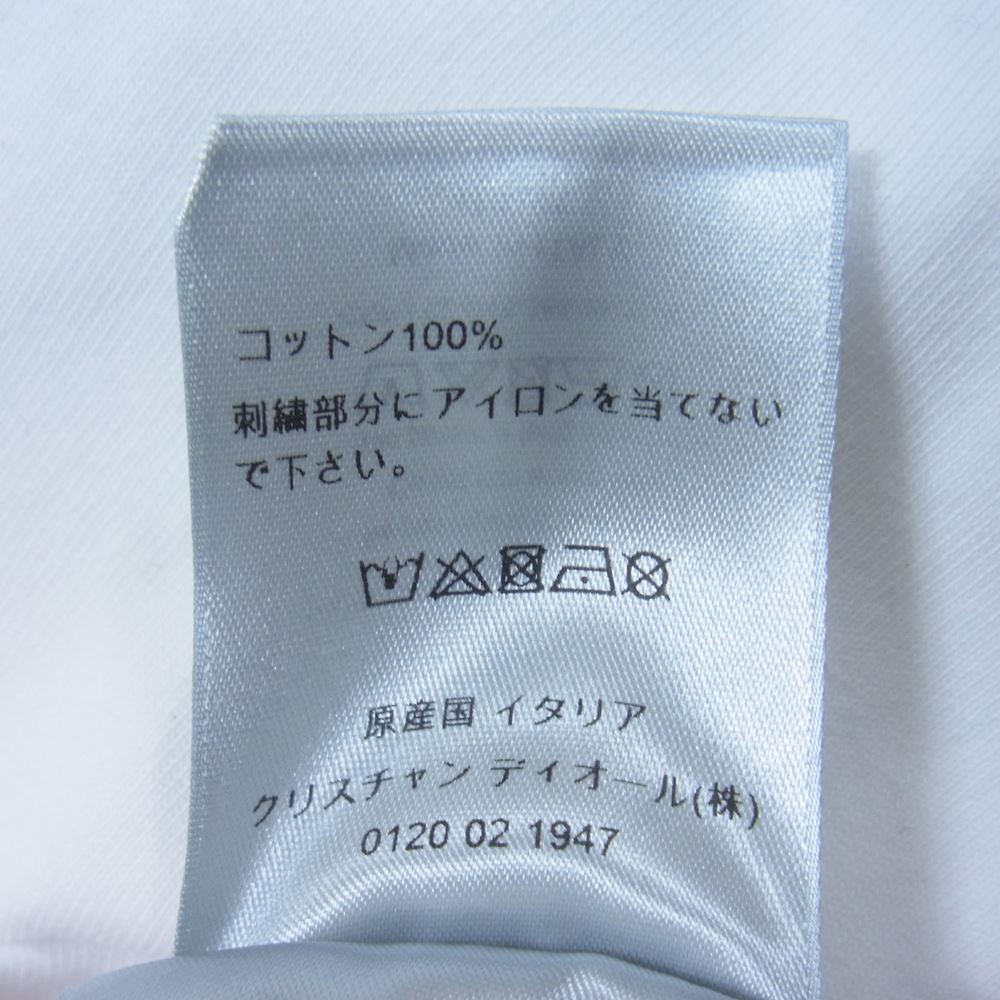 コットン100%
刺繍部分にアイロンを当てない
で下さい。
原産国 イタリア
クリスチャン ディオール(株)
0120 02 1947